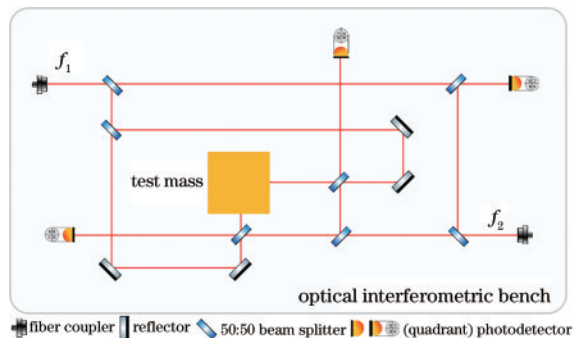 f1
test mass
f2
optical interferometric bench
fiber coupler reflector 50:50 beam splitter (quadrant) photodetector